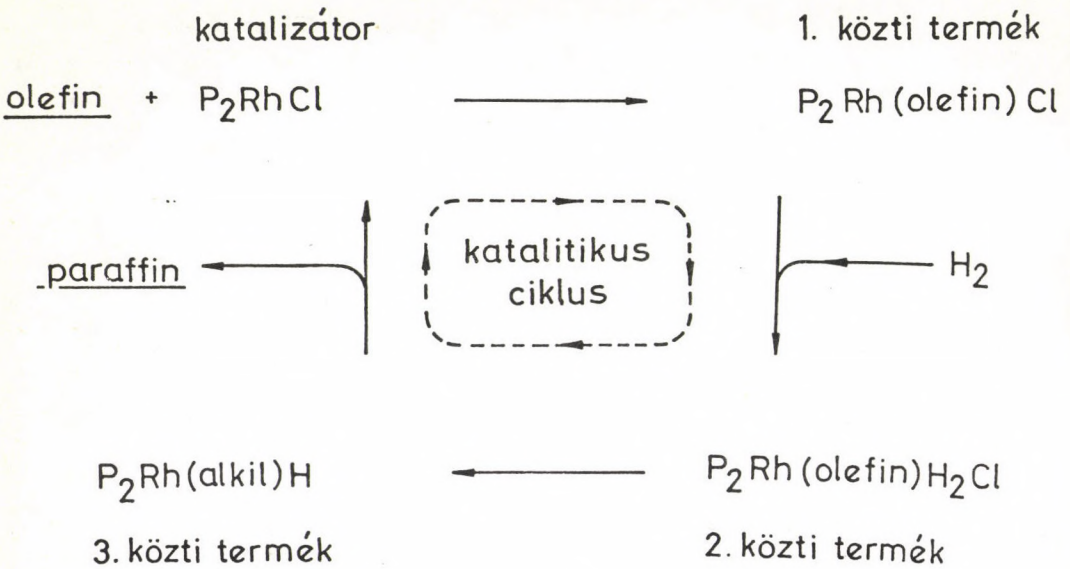 katalizátor
1. közti termék
olefin + P₂RhCl
P₂Rh(olefin)Cl
katalitikus
ciklus
paraffin
H₂
P₂Rh(alkil)H
P₂Rh(olefin)H₂Cl
3. közti termék
2. közti termék